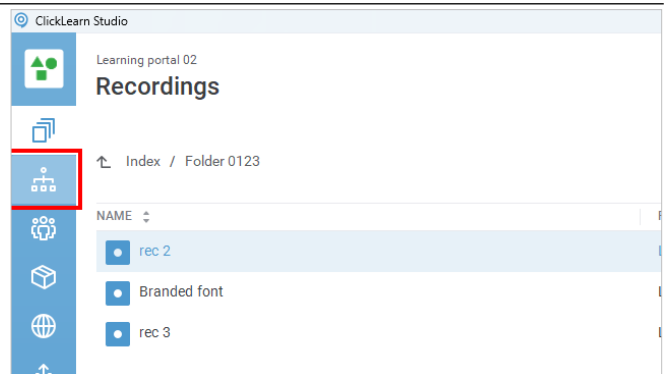 ClickLearn Studio
Learning portal 02
Recordings
Index / Folder 0123
NAME
rec 2
Branded font
rec 3